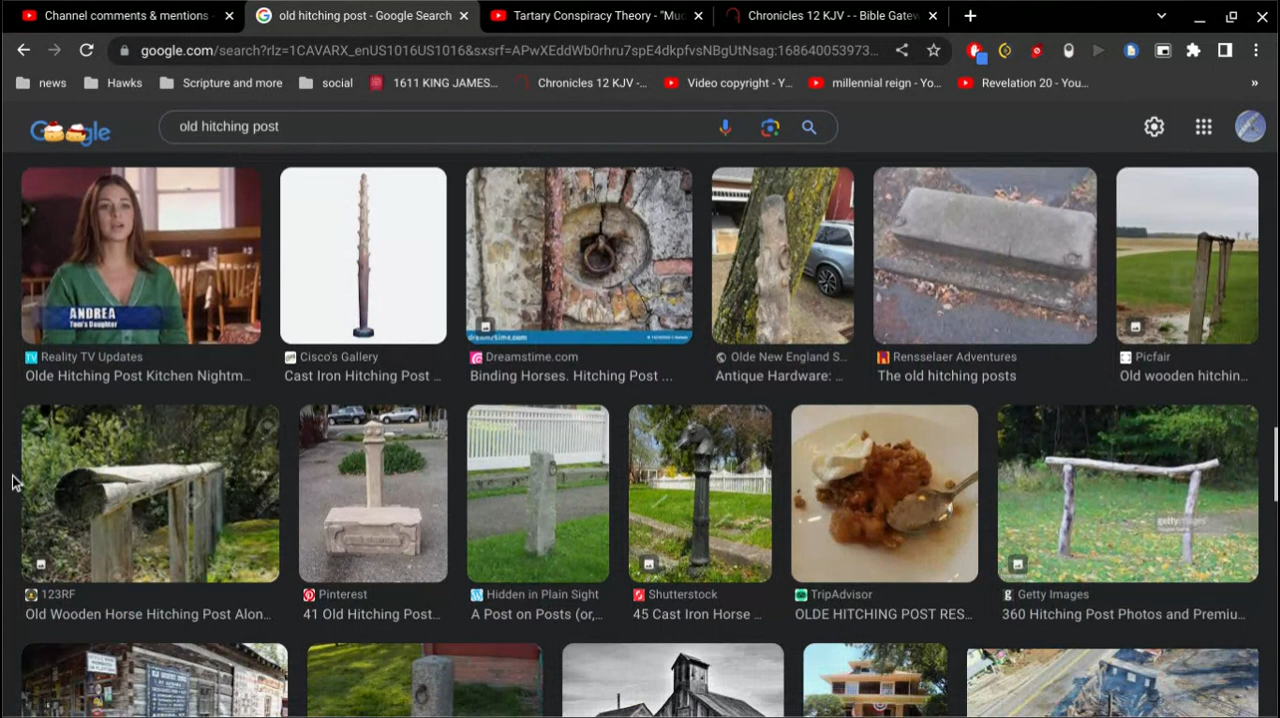 Channel comments & mentions -
old hitching post - Google Search
Tartary Conspiracy Theory - "Muc
Chronicles 12 KJV - - Bible Gatew
google.com/search?rlz=1CAVARX_enUS1016US1016&sxsrf=APwXEddWb0rhru7spE4dkpfvsNBgUtNsag:168640053973...
news
Hawks
Scripture and more
social
1611 KING JAMES...
Chronicles 12 KJV -...
Video copyright - Y...
millennial reign - Yo...
Revelation 20 - You...
»
old hitching post
ANDREA
Tom's Daughter
dreamstime.com
Reality TV Updates
Olde Hitching Post Kitchen Nightm...
Cisco's Gallery
Cast Iron Hitching Post ...
Dreamstime.com
Binding Horses. Hitching Post ...
Olde New England S...
Antique Hardware: ...
Rensselaer Adventures
The old hitching posts
Picfair
Old wooden hitchin...
gettyimages
123RF
Old Wooden Horse Hitching Post Alon...
Pinterest
41 Old Hitching Post...
Hidden in Plain Sight
A Post on Posts (or,...
Shutterstock
45 Cast Iron Horse ...
TripAdvisor
OLDE HITCHING POST RES...
Getty Images
360 Hitching Post Photos and Premiu...